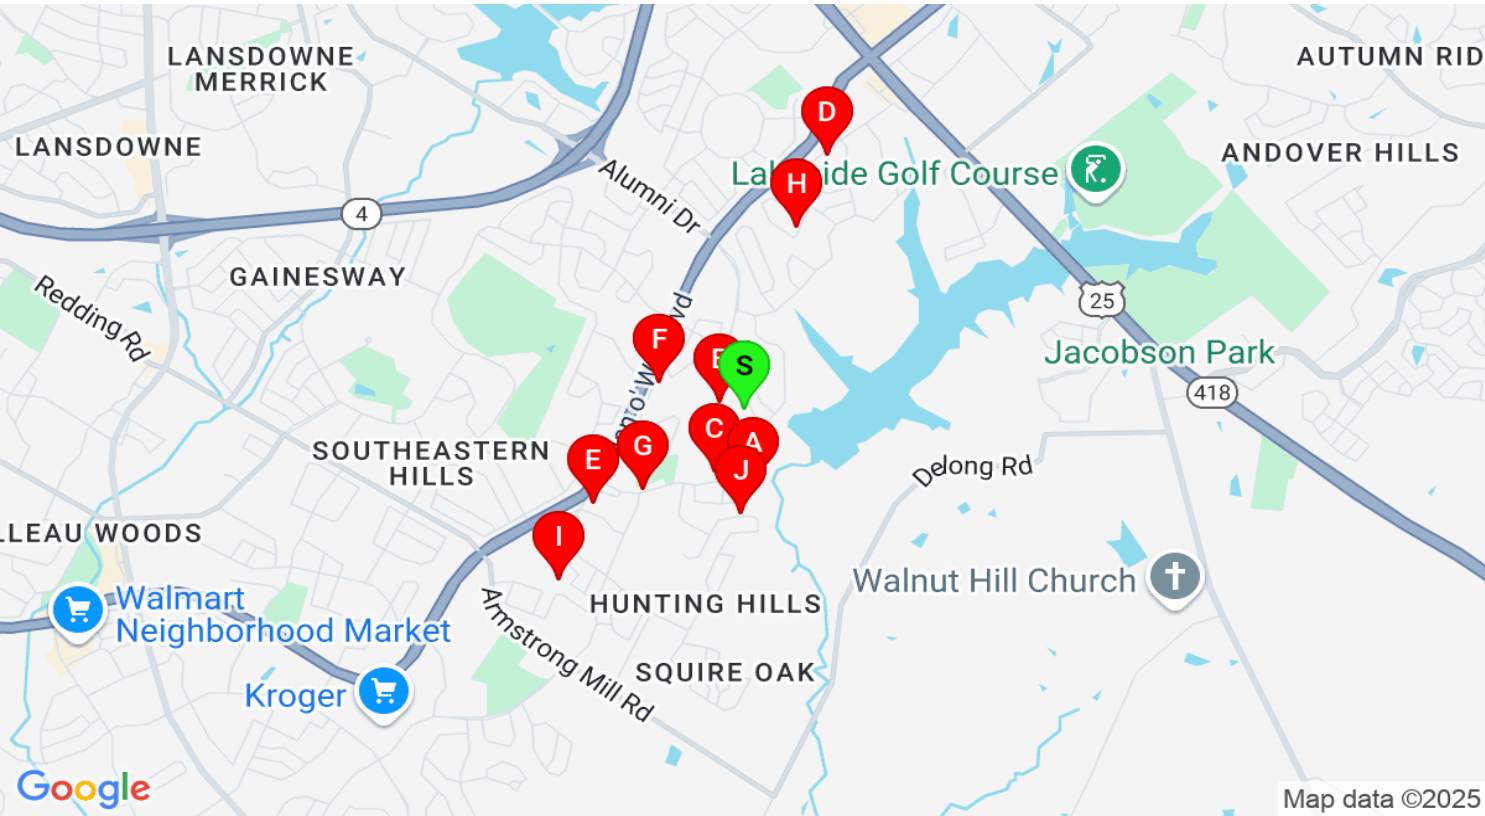 LANSDOWNE
MERRICK
AUTUMN RID
D
LANSDOWNE
ANDOVER HILLS
Alumni Dr
H
Golf Course
4
GAINESWAY
Redding Rd
25
F
B
S
Jacobson Park
418
C
A
SOUTHEASTERN
HILLS
G
E
J
Delong Rd
LLEAU WOODS
I
Walnut Hill Church
Walmart
Neighborhood Market
HUNTING HILLS
Armstrong Mill Rd
SQUIRE OAK
Kroger
Google
Map data ©2025